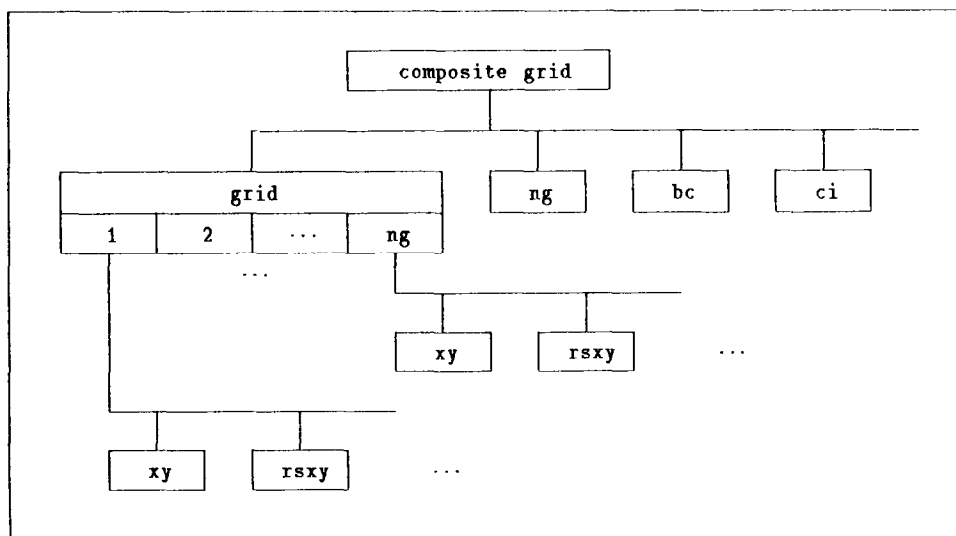 composite grid
grid ng bc ci
1 2 ... ng
...
xy rsxy ...
xy rsxy ...